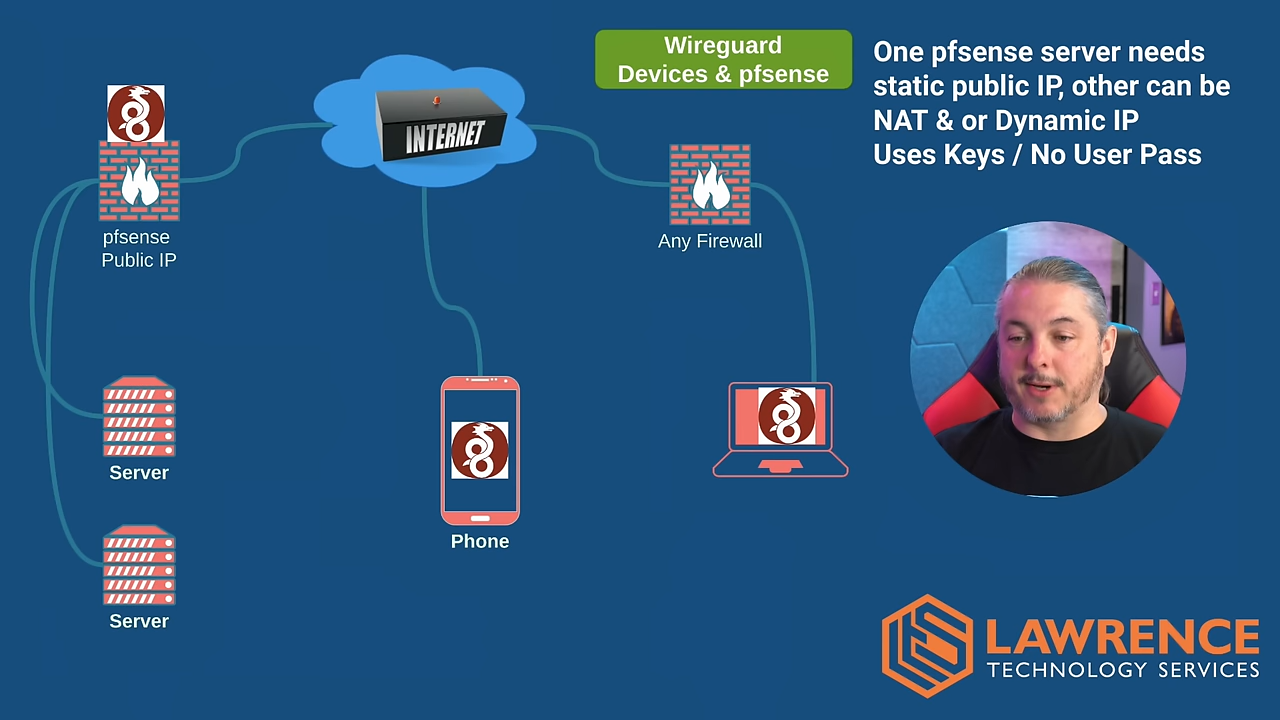 Wireguard
Devices & pfsense
One pfsense server needs
static public IP, other can be
NAT & or Dynamic IP
Uses Keys / No User Pass
INTERNET
pfsense
Public IP
Any Firewall
Server
Phone
Server
LAWRENCE
TECHNOLOGY SERVICES